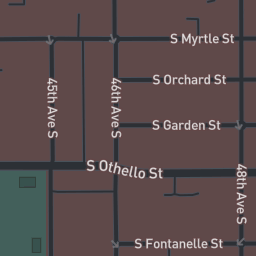 S Myrtle St
S Orchard St
45th Ave S
46th Ave S
S Garden St
S Othello St
48th Ave S
S Fontanelle St